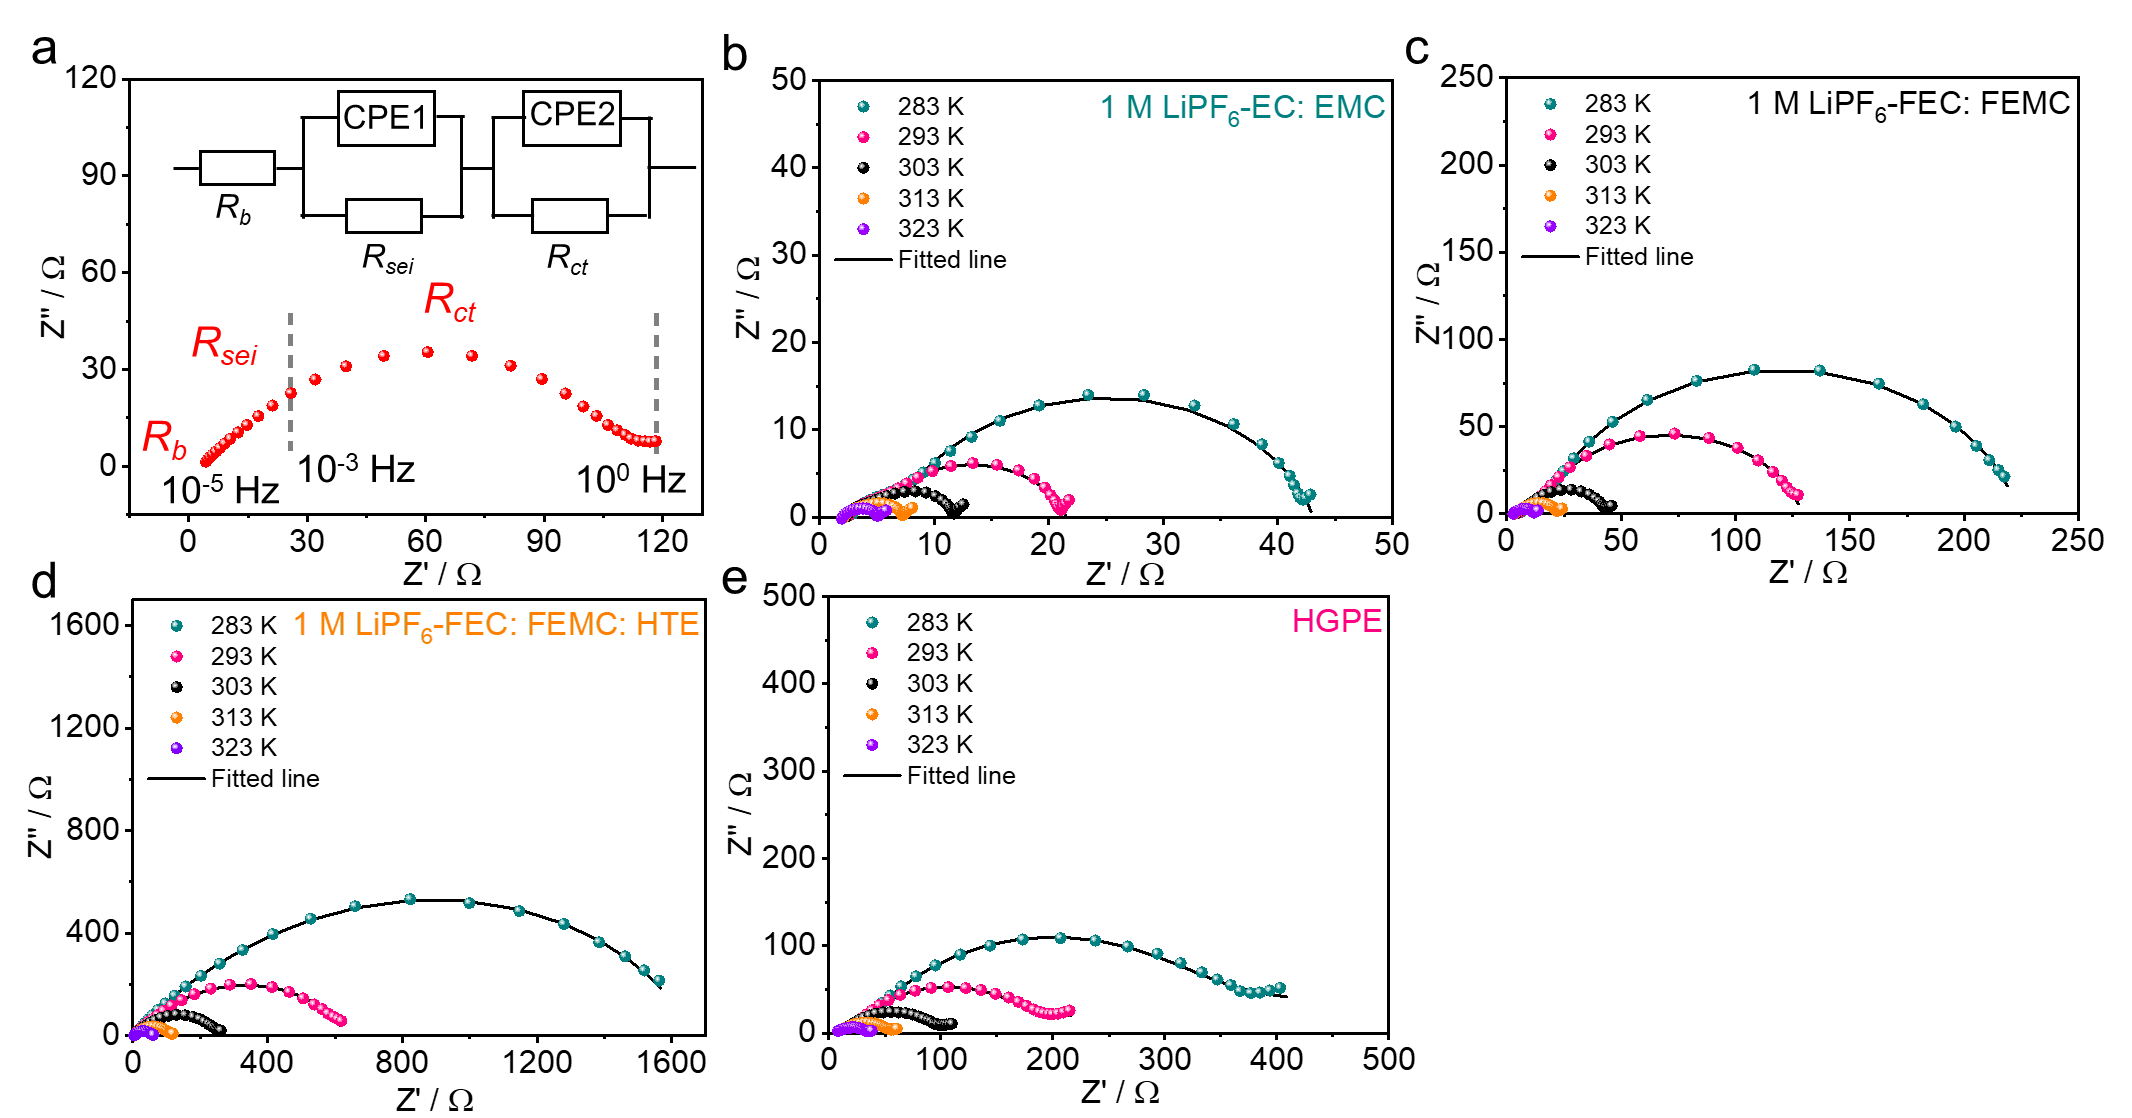 a
120
90
60
30
0
Z'' / Ω
CPE1
CPE2
R_b
R_sei
R_ct
R_ct
R_sei
R_b
10^-5 Hz
10^-3 Hz
10^0 Hz
0 30 60 90 120
Z' / Ω
b
50
40
30
20
10
0
Z'' / Ω
1 M LiPF6-EC: EMC
283 K
293 K
303 K
313 K
323 K
Fitted line
0 10 20 30 40 50
Z' / Ω
c
250
200
150
100
50
0
Z'' / Ω
1 M LiPF6-FEC: FEMC
283 K
293 K
303 K
313 K
323 K
Fitted line
0 50 100 150 200 250
Z' / Ω
d
1600
1200
800
400
0
Z'' / Ω
1 M LiPF6-FEC: FEMC: HTE
283 K
293 K
303 K
313 K
323 K
Fitted line
0 400 800 1200 1600
Z' / Ω
e
500
400
300
200
100
0
Z'' / Ω
HGPE
283 K
293 K
303 K
313 K
323 K
Fitted line
0 100 200 300 400 500
Z' / Ω